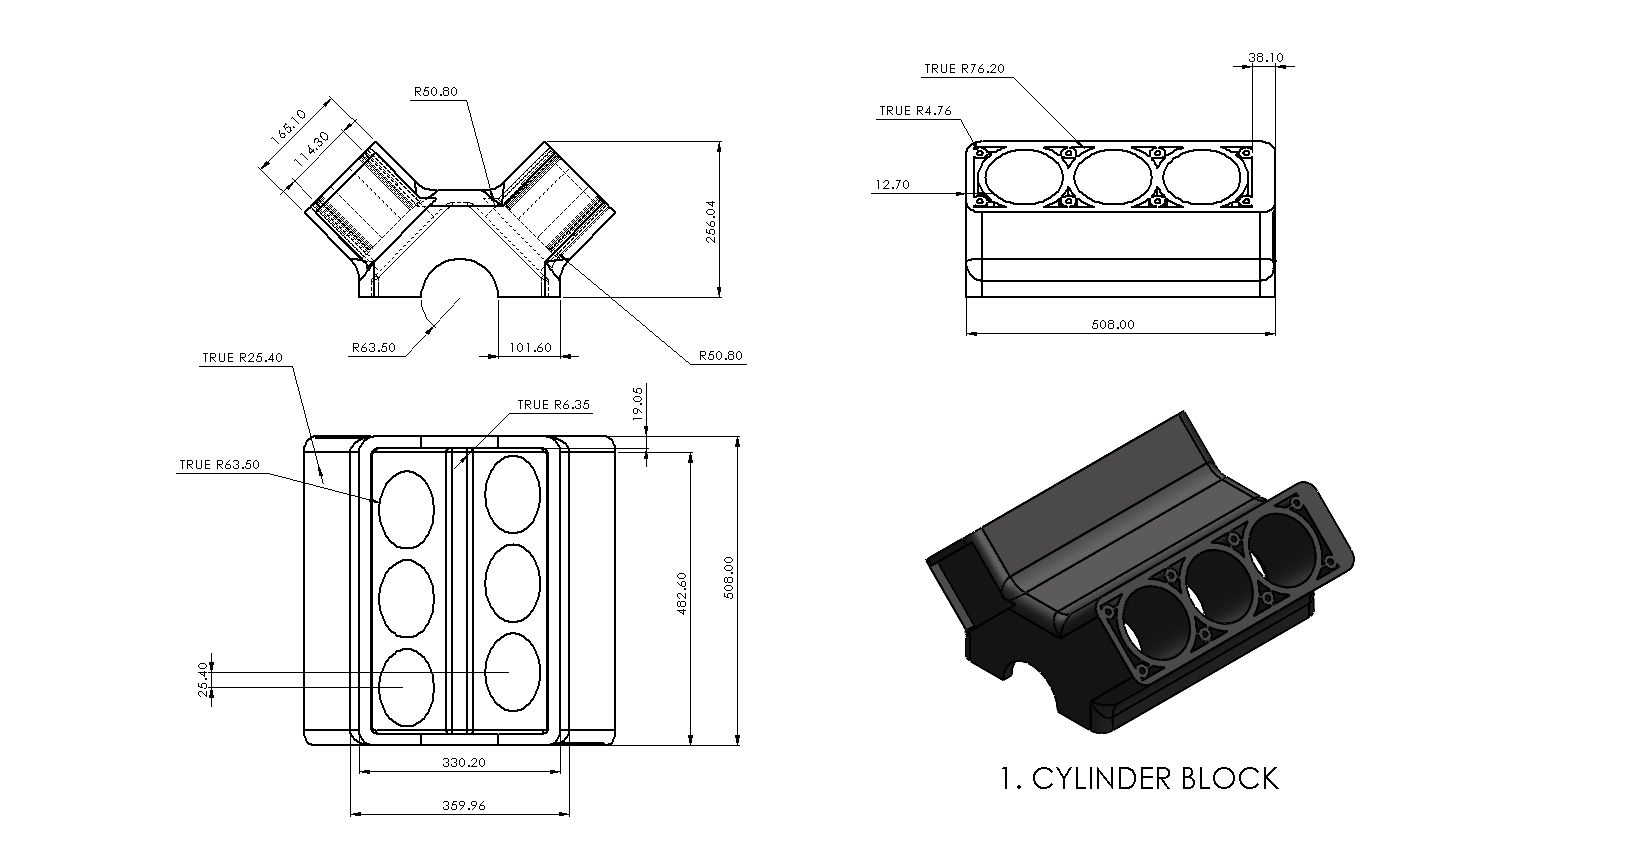 38.10
TRUE R76.20
R50.80
TRUE R4.76
165.10
114.30
12.70
256.04
508.00
R63.50
101.60
R50.80
TRUE R25.40
19.05
TRUE R6.35
TRUE R63.50
482.60
508.00
25.40
330.20
359.96
1. CYLINDER BLOCK